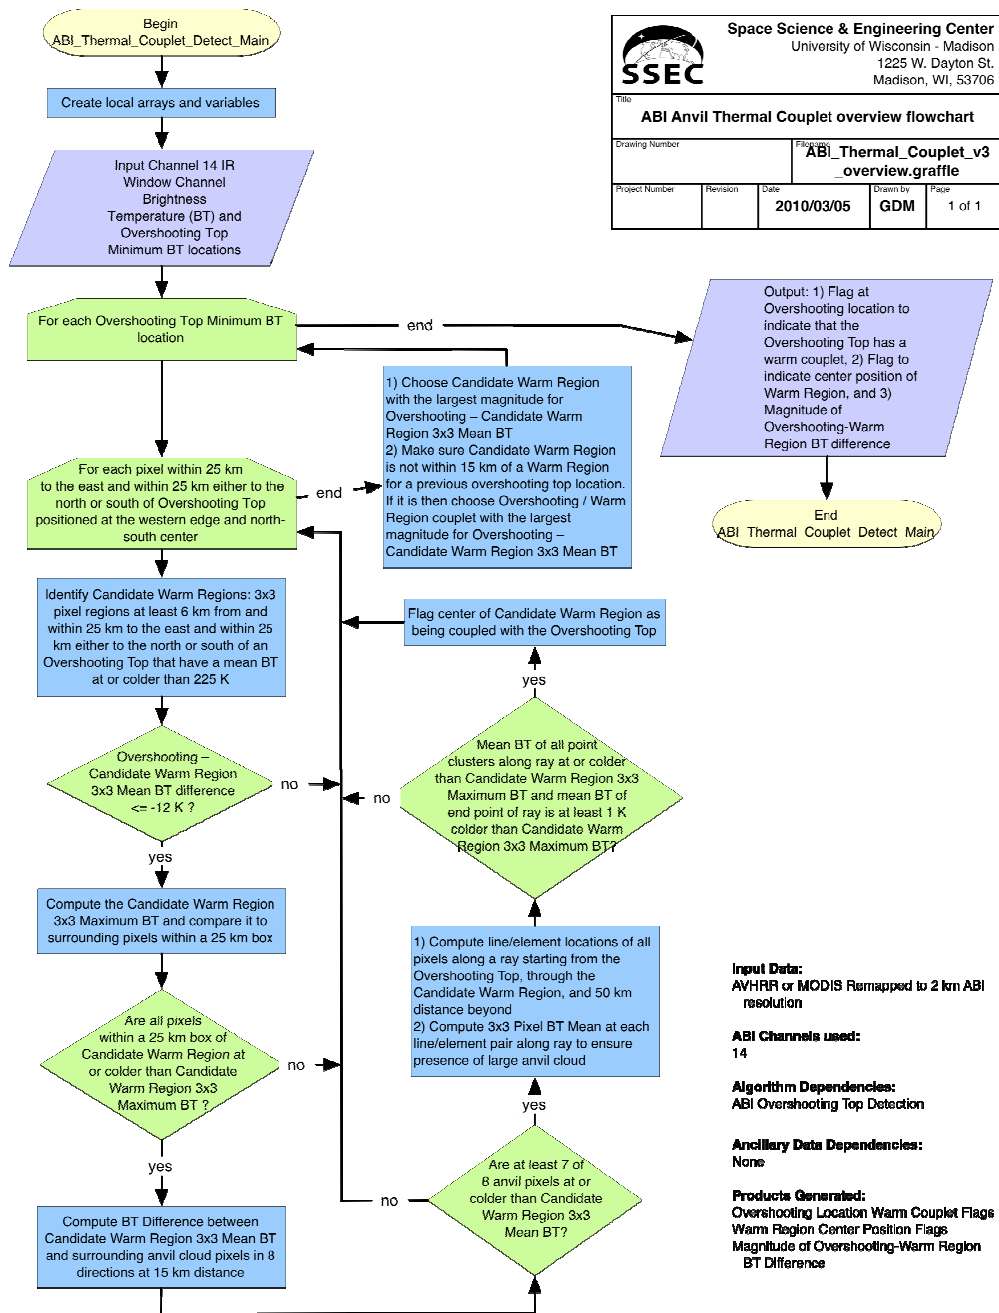 Begin
ABI_Thermal_Couplet_Detect_Main
Create local arrays and variables
Input Channel 14 IR
Window Channel
Brightness
Temperature (BT) and
Overshooting Top
Minimum BT locations
For each Overshooting Top Minimum BT
location
end
For each pixel within 25 km
to the east and within 25 km either to the
north or south of Overshooting Top
positioned at the western edge and north-
south center
end
1) Choose Candidate Warm Region
with the largest magnitude for
Overshooting – Candidate Warm
Region 3x3 Mean BT
2) Make sure Candidate Warm Region
is not within 15 km of a Warm Region
for a previous overshooting top location.
If it is then choose Overshooting / Warm
Region couplet with the largest
magnitude for Overshooting –
Candidate Warm Region 3x3 Mean BT
Identify Candidate Warm Regions: 3x3
pixel regions at least 6 km from and
within 25 km to the east and within 25
km either to the north or south of an
Overshooting Top that have a mean BT
at or colder than 225 K
Overshooting –
Candidate Warm Region
3x3 Mean BT difference
<= -12 K ?
no
yes
Compute the Candidate Warm Region
3x3 Maximum BT and compare it to
surrounding pixels within a 25 km box
Are all pixels
within a 25 km box of
Candidate Warm Region at
or colder than Candidate
Warm Region 3x3
Maximum BT ?
no
yes
Compute BT Difference between
Candidate Warm Region 3x3 Mean BT
and surrounding anvil cloud pixels in 8
directions at 15 km distance
Are at least 7 of
8 anvil pixels at or
colder than Candidate
Warm Region 3x3
Mean BT?
no
yes
1) Compute line/element locations of all
pixels along a ray starting from the
Overshooting Top, through the
Candidate Warm Region, and 50 km
distance beyond
2) Compute 3x3 Pixel BT Mean at each
line/element pair along ray to ensure
presence of large anvil cloud
Mean BT of all point
clusters along ray at or colder
than Candidate Warm Region 3x3
Maximum BT and mean BT of
end point of ray is at least 1 K
colder than Candidate Warm
Region 3x3 Maximum BT?
no
yes
Flag center of Candidate Warm Region as
being coupled with the Overshooting Top
Output: 1) Flag at
Overshooting location to
indicate that the
Overshooting Top has a
warm couplet, 2) Flag to
indicate center position of
Warm Region, and 3)
Magnitude of
Overshooting-Warm
Region BT difference
End
ABI_Thermal_Couplet_Detect_Main
SSEC
Space Science & Engineering Center
University of Wisconsin - Madison
1225 W. Dayton St.
Madison, WI, 53706
Title
ABI Anvil Thermal Couplet overview flowchart
Drawing Number
Filename
ABI_Thermal_Couplet_v3
_overview.graffle
Project Number
Revision
Date
2010/03/05
Drawn by
GDM
Page
1 of 1
Input Data:
AVHRR or MODIS Remapped to 2 km ABI
resolution
ABI Channels used:
14
Algorithm Dependencies:
ABI Overshooting Top Detection
Ancillary Data Dependencies:
None
Products Generated:
Overshooting Location Warm Couplet Flags
Warm Region Center Position Flags
Magnitude of Overshooting-Warm Region
BT Difference